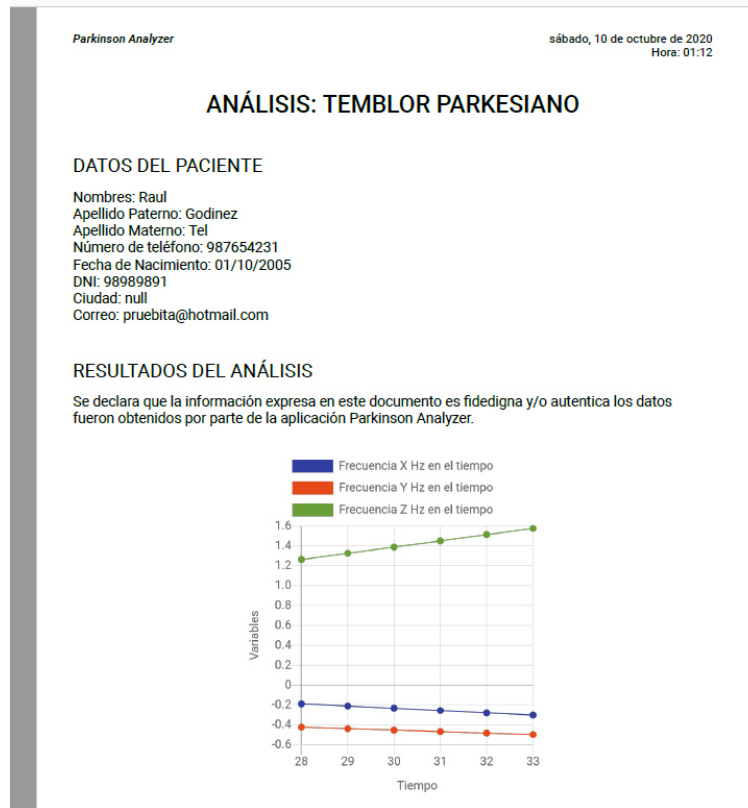 Parkinson Analyzer
sábado, 10 de octubre de 2020
Hora: 01:12
ANÁLISIS: TEMBLOR PARKESIANO
DATOS DEL PACIENTE
Nombres: Raul
Apellido Paterno: Godinez
Apellido Materno: Tel
Número de teléfono: 987654231
Fecha de Nacimiento: 01/10/2005
DNI: 98989891
Ciudad: null
Correo: pruebita@hotmail.com
RESULTADOS DEL ANÁLISIS
Se declara que la información expresa en este documento es fidedigna y/o autentica los datos
fueron obtenidos por parte de la aplicación Parkinson Analyzer.
Frecuencia X Hz en el tiempo
Frecuencia Y Hz en el tiempo
Frecuencia Z Hz en el tiempo
1.6
1.4
1.2
1.0
0.8
0.6
0.4
0.2
0
-0.2
-0.4
-0.6
Variables
28 29 30 31 32 33
Tiempo